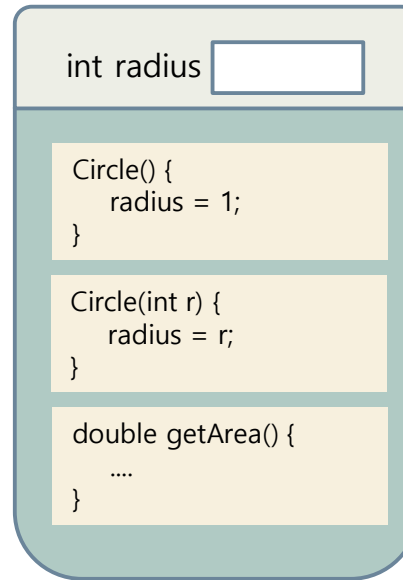 int radius
Circle() {
radius = 1;
}
Circle(int r) {
radius = r;
}
double getArea() {
....
}